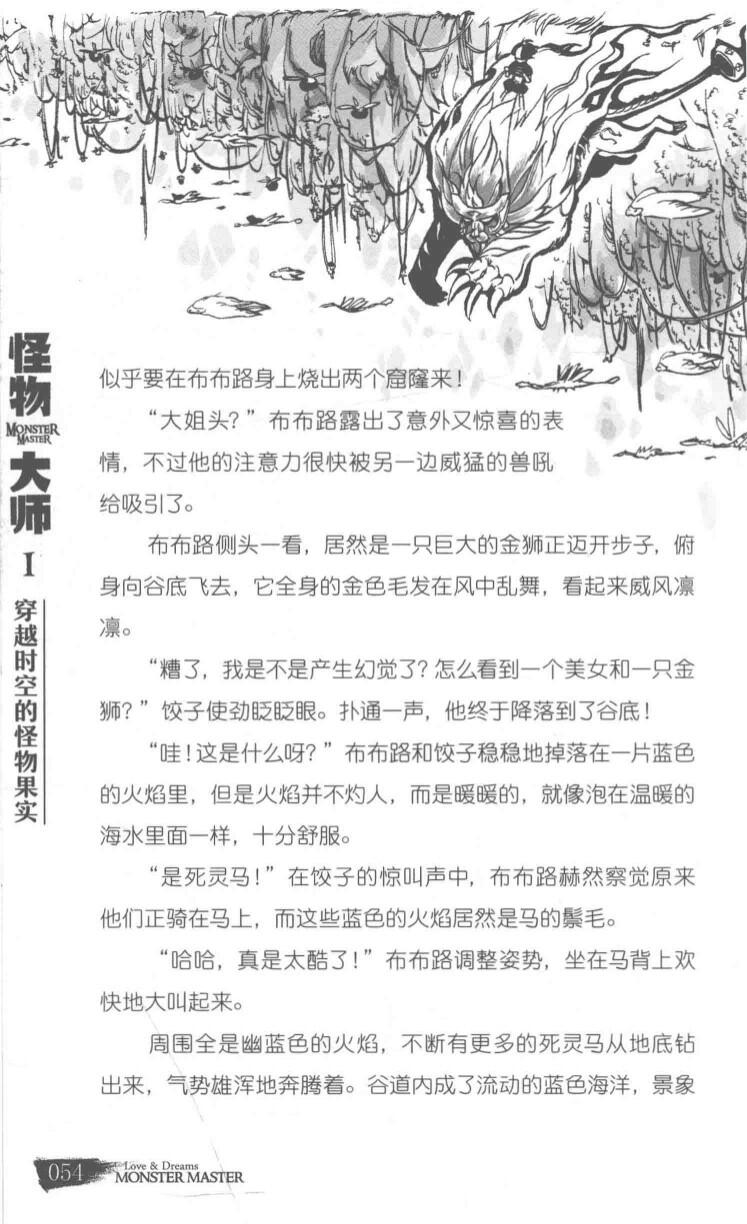 似乎要在布布路身上烧出两个窟窿来！
“大姐头？”布布路露出了意外又惊喜的表
情，不过他的注意力很快被另一边威猛的兽吼
给吸引了。
布布路侧头一看，居然是一只巨大的金狮正迈开步子，俯
身向谷底飞去，它全身的金色毛发在风中乱舞，看起来威风凛
凛。
“糟了，我是不是产生幻觉了？怎么看到一个美女和一只金
狮？”饺子使劲眨眨眼。扑通一声，他终于降落到了谷底！
“哇！这是什么呀？”布布路和饺子稳稳地掉落在一片蓝色
的火焰里，但是火焰并不灼人，而是暖暖的，就像泡在温暖的
海水里面一样，十分舒服。
“是死灵马！”在饺子的惊叫声中，布布路赫然察觉原来
他们正骑在马上，而这些蓝色的火焰居然是马的鬃毛。
“哈哈，真是太酷了！”布布路调整姿势，坐在马背上欢
快地大叫起来。
周围全是幽蓝色的火焰，不断有更多的死灵马从地底钻
出来，气势雄浑地奔腾着。谷道内成了流动的蓝色海洋，景象
怪物
MONSTER
MASTER
大师
I
穿越时空的怪物果实
054
Love & Dreams
MONSTER MASTER